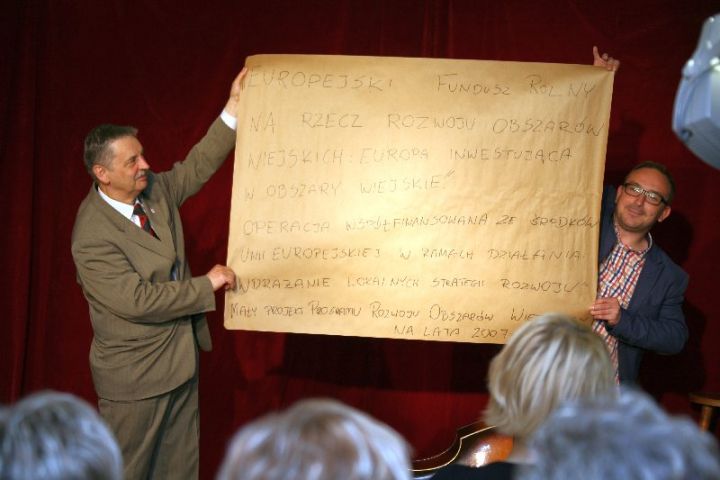 EUROPEJSKI FUNDUSZ ROLNY
NA RZECZ ROZWOJU OBSZARÓW
WIEJSKICH: EUROPA INWESTUJĄCA
W OBSZARY WIEJSKIE."
OPERACJA WSPÓŁFINANSOWANA ZE ŚRODKÓW
UNII EUROPEJSKIEJ W RAMACH DZIAŁANIA:
WDRAŻANIE LOKALNYCH STRATEGII ROZWOJU"
MAŁY PROJEKT PROGRAMU ROZWOJU OBSZARÓW
NA LATA 2007-